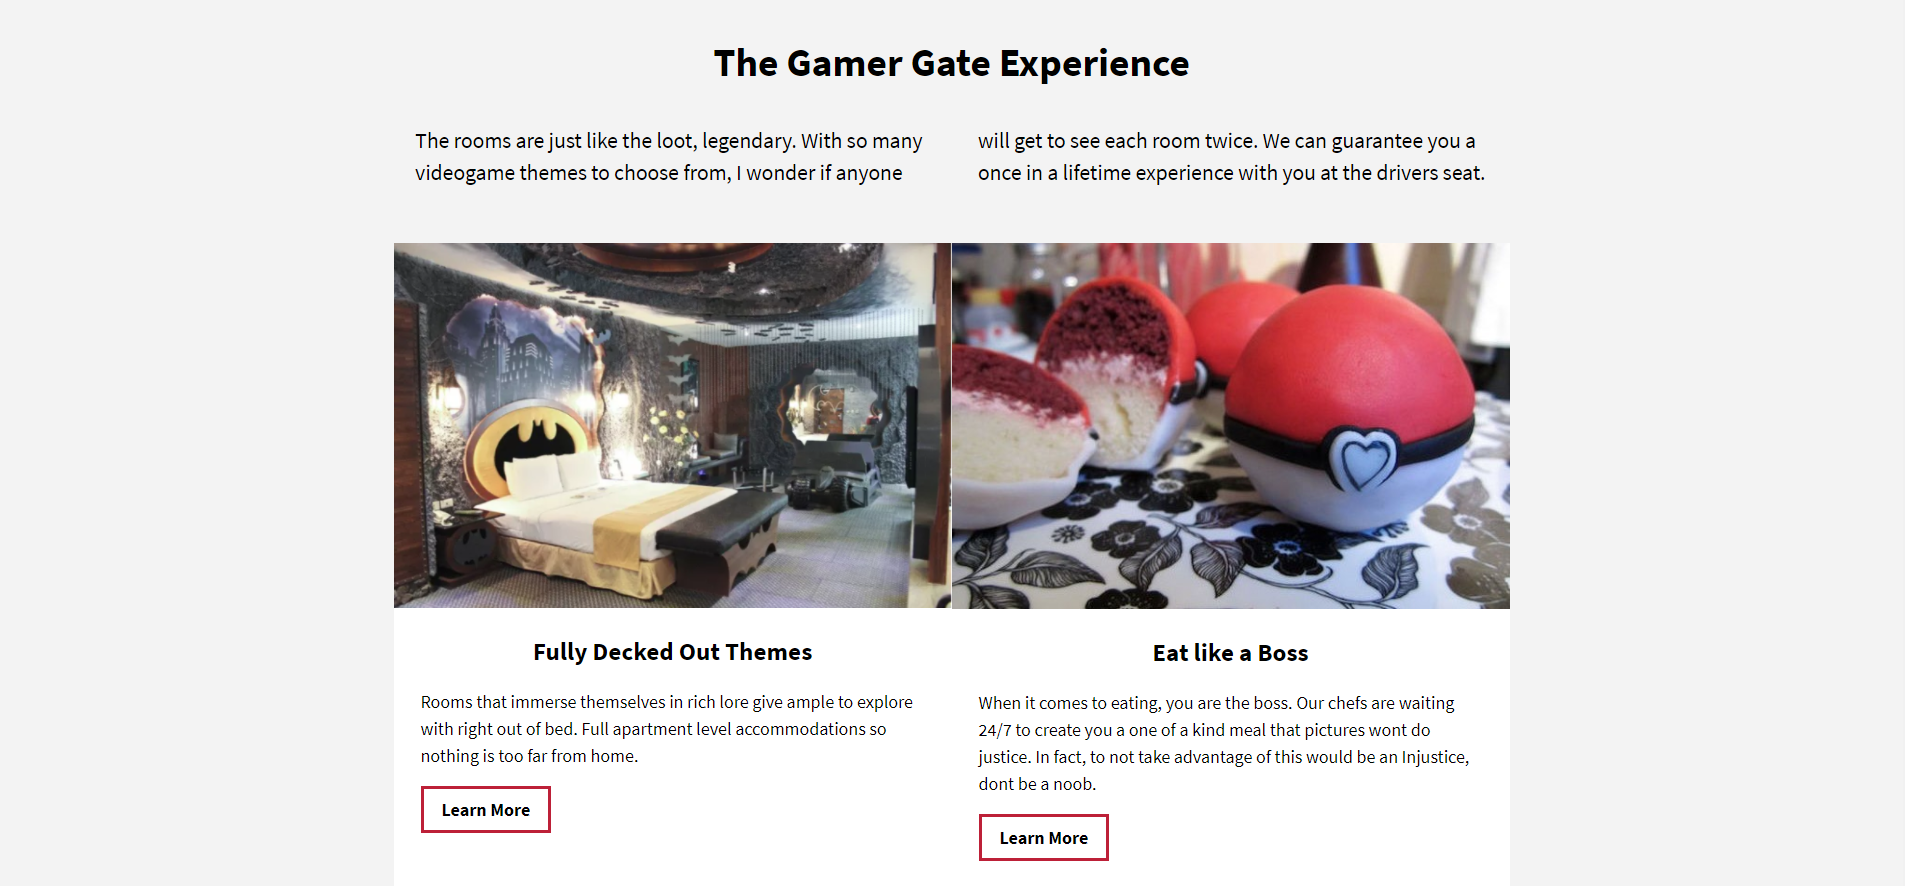 The Gamer Gate Experience
The rooms are just like the loot, legendary. With so many
videogame themes to choose from, I wonder if anyone
will get to see each room twice. We can guarantee you a
once in a lifetime experience with you at the drivers seat.
Fully Decked Out Themes
Rooms that immerse themselves in rich lore give ample to explore
with right out of bed. Full apartment level accommodations so
nothing is too far from home.
Learn More
Eat like a Boss
When it comes to eating, you are the boss. Our chefs are waiting
24/7 to create you a one of a kind meal that pictures wont do
justice. In fact, to not take advantage of this would be an Injustice,
dont be a noob.
Learn More